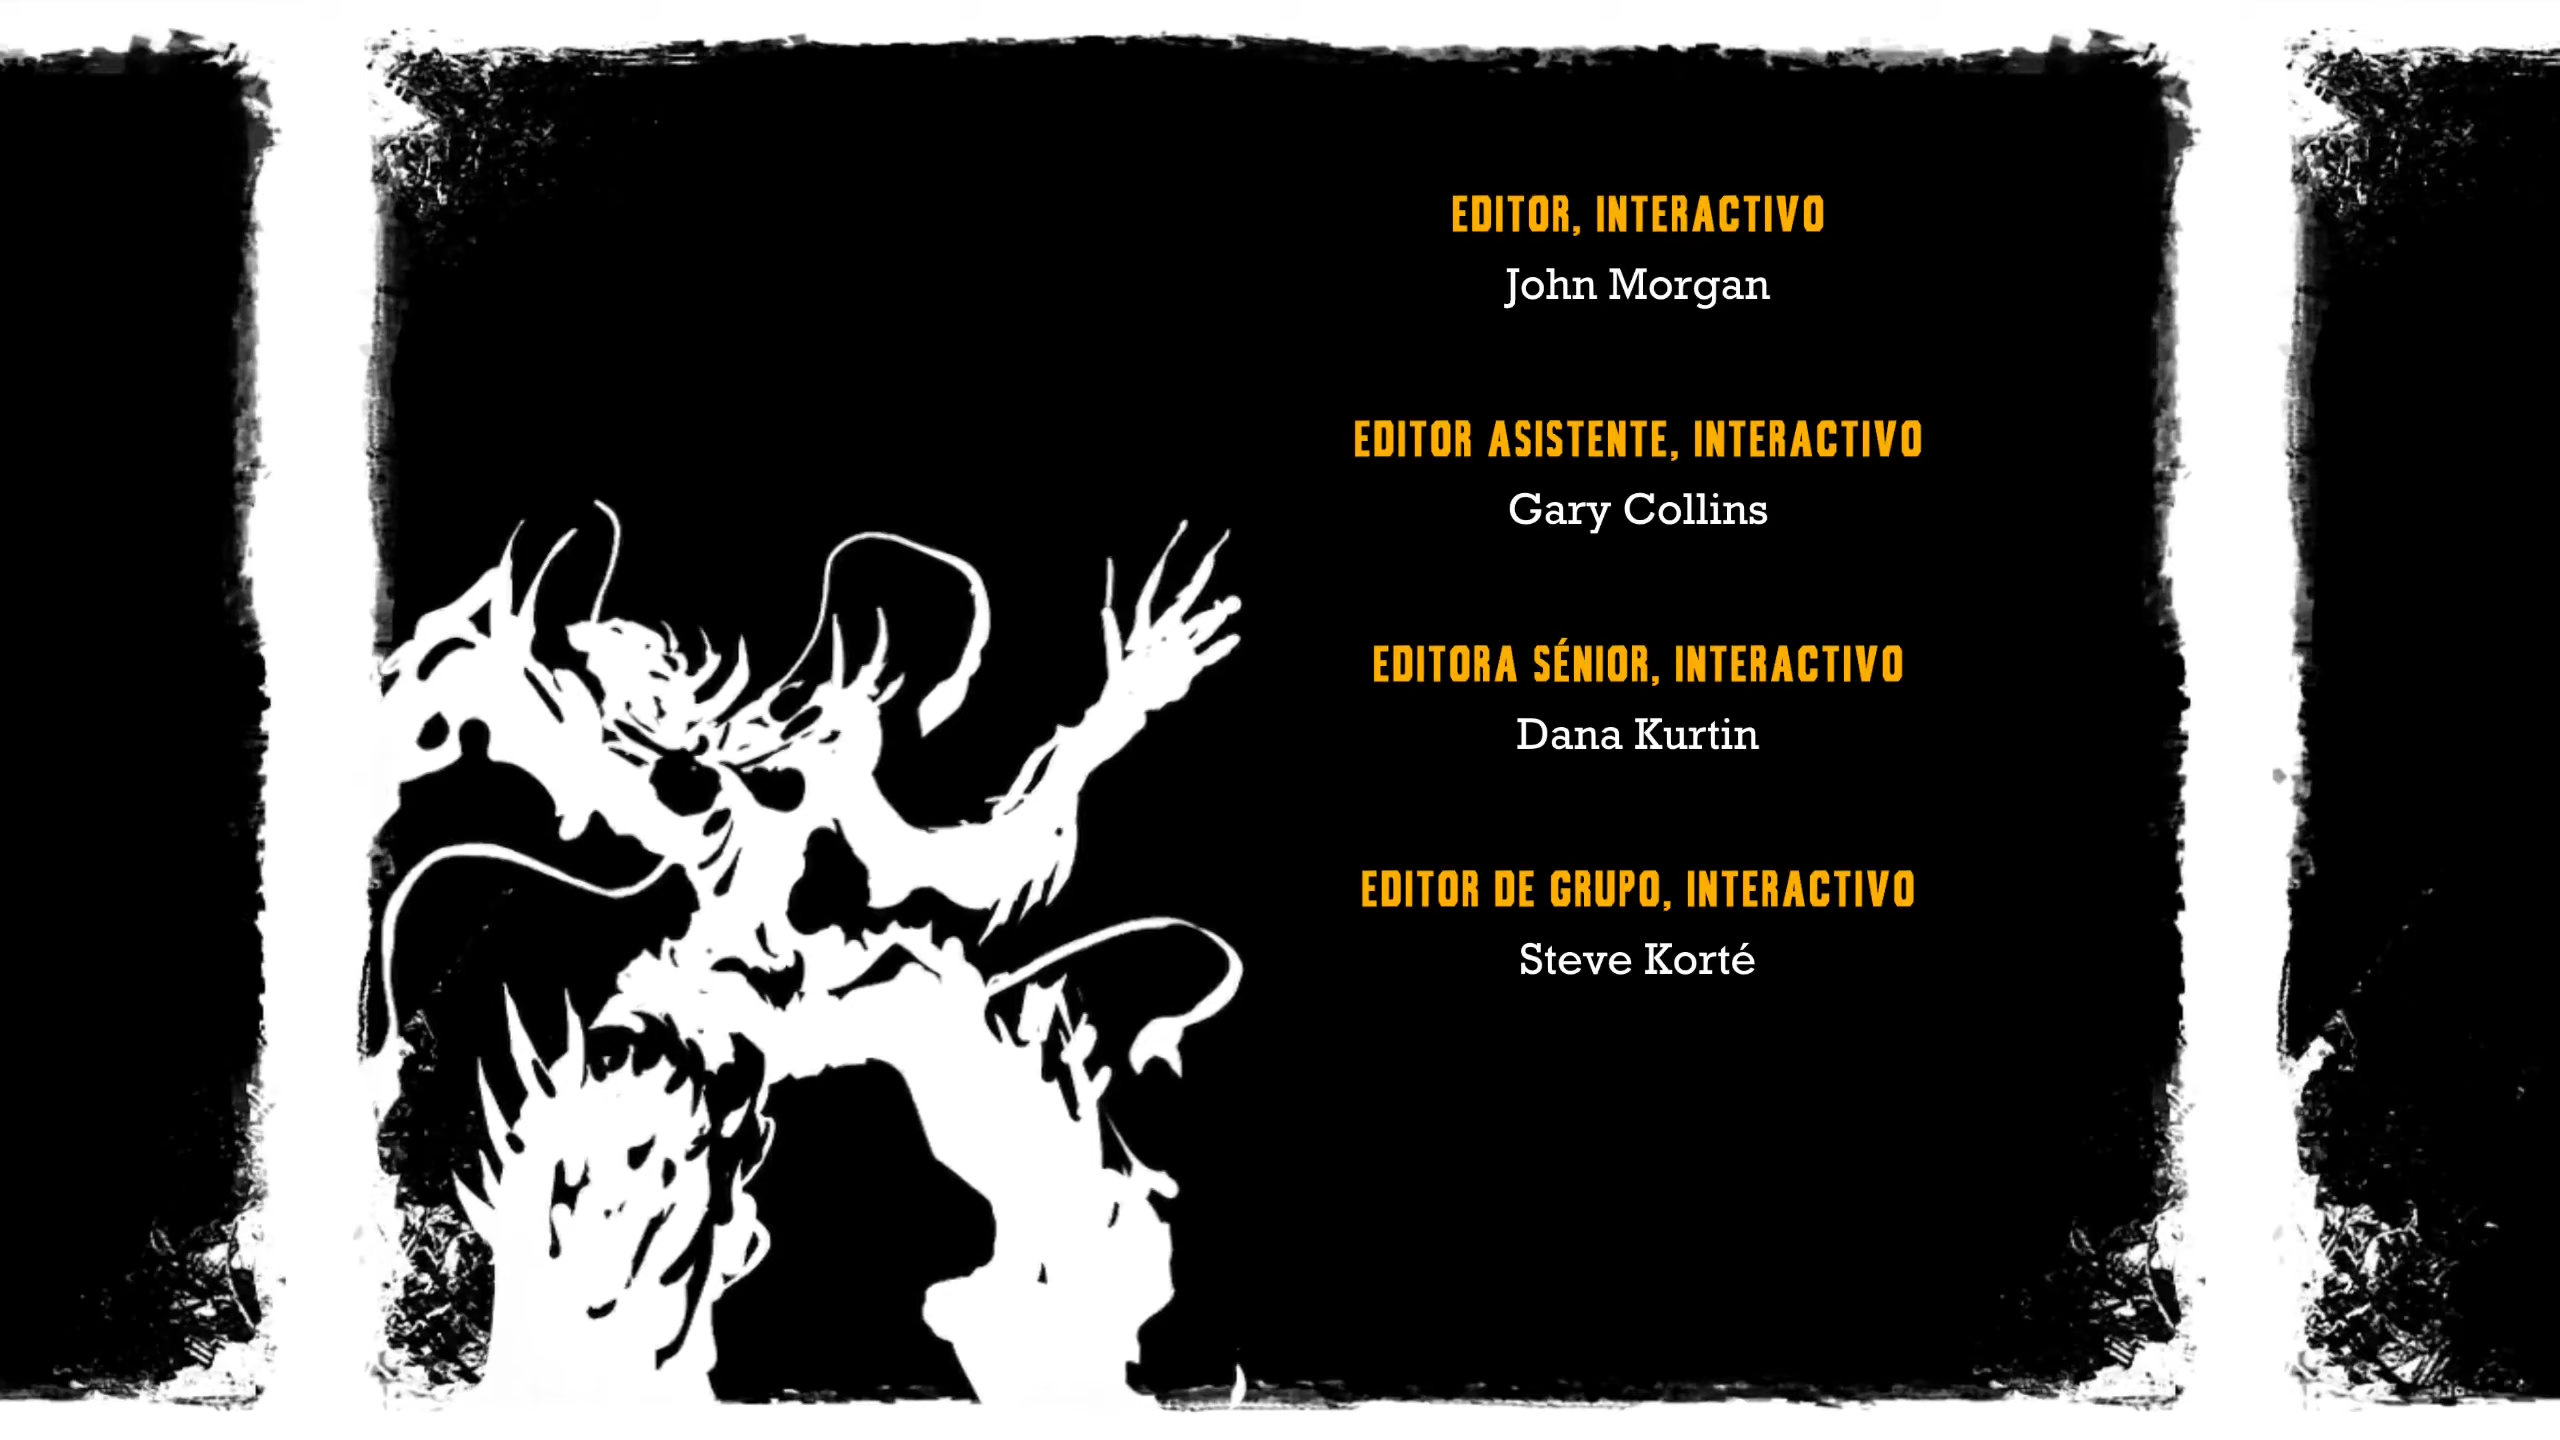 EDITOR, INTERACTIVO
John Morgan
EDITOR ASISTENTE, INTERACTIVO
Gary Collins
EDITORA SÉNIOR, INTERACTIVO
Dana Kurtin
EDITOR DE GRUPO, INTERACTIVO
Steve Korté